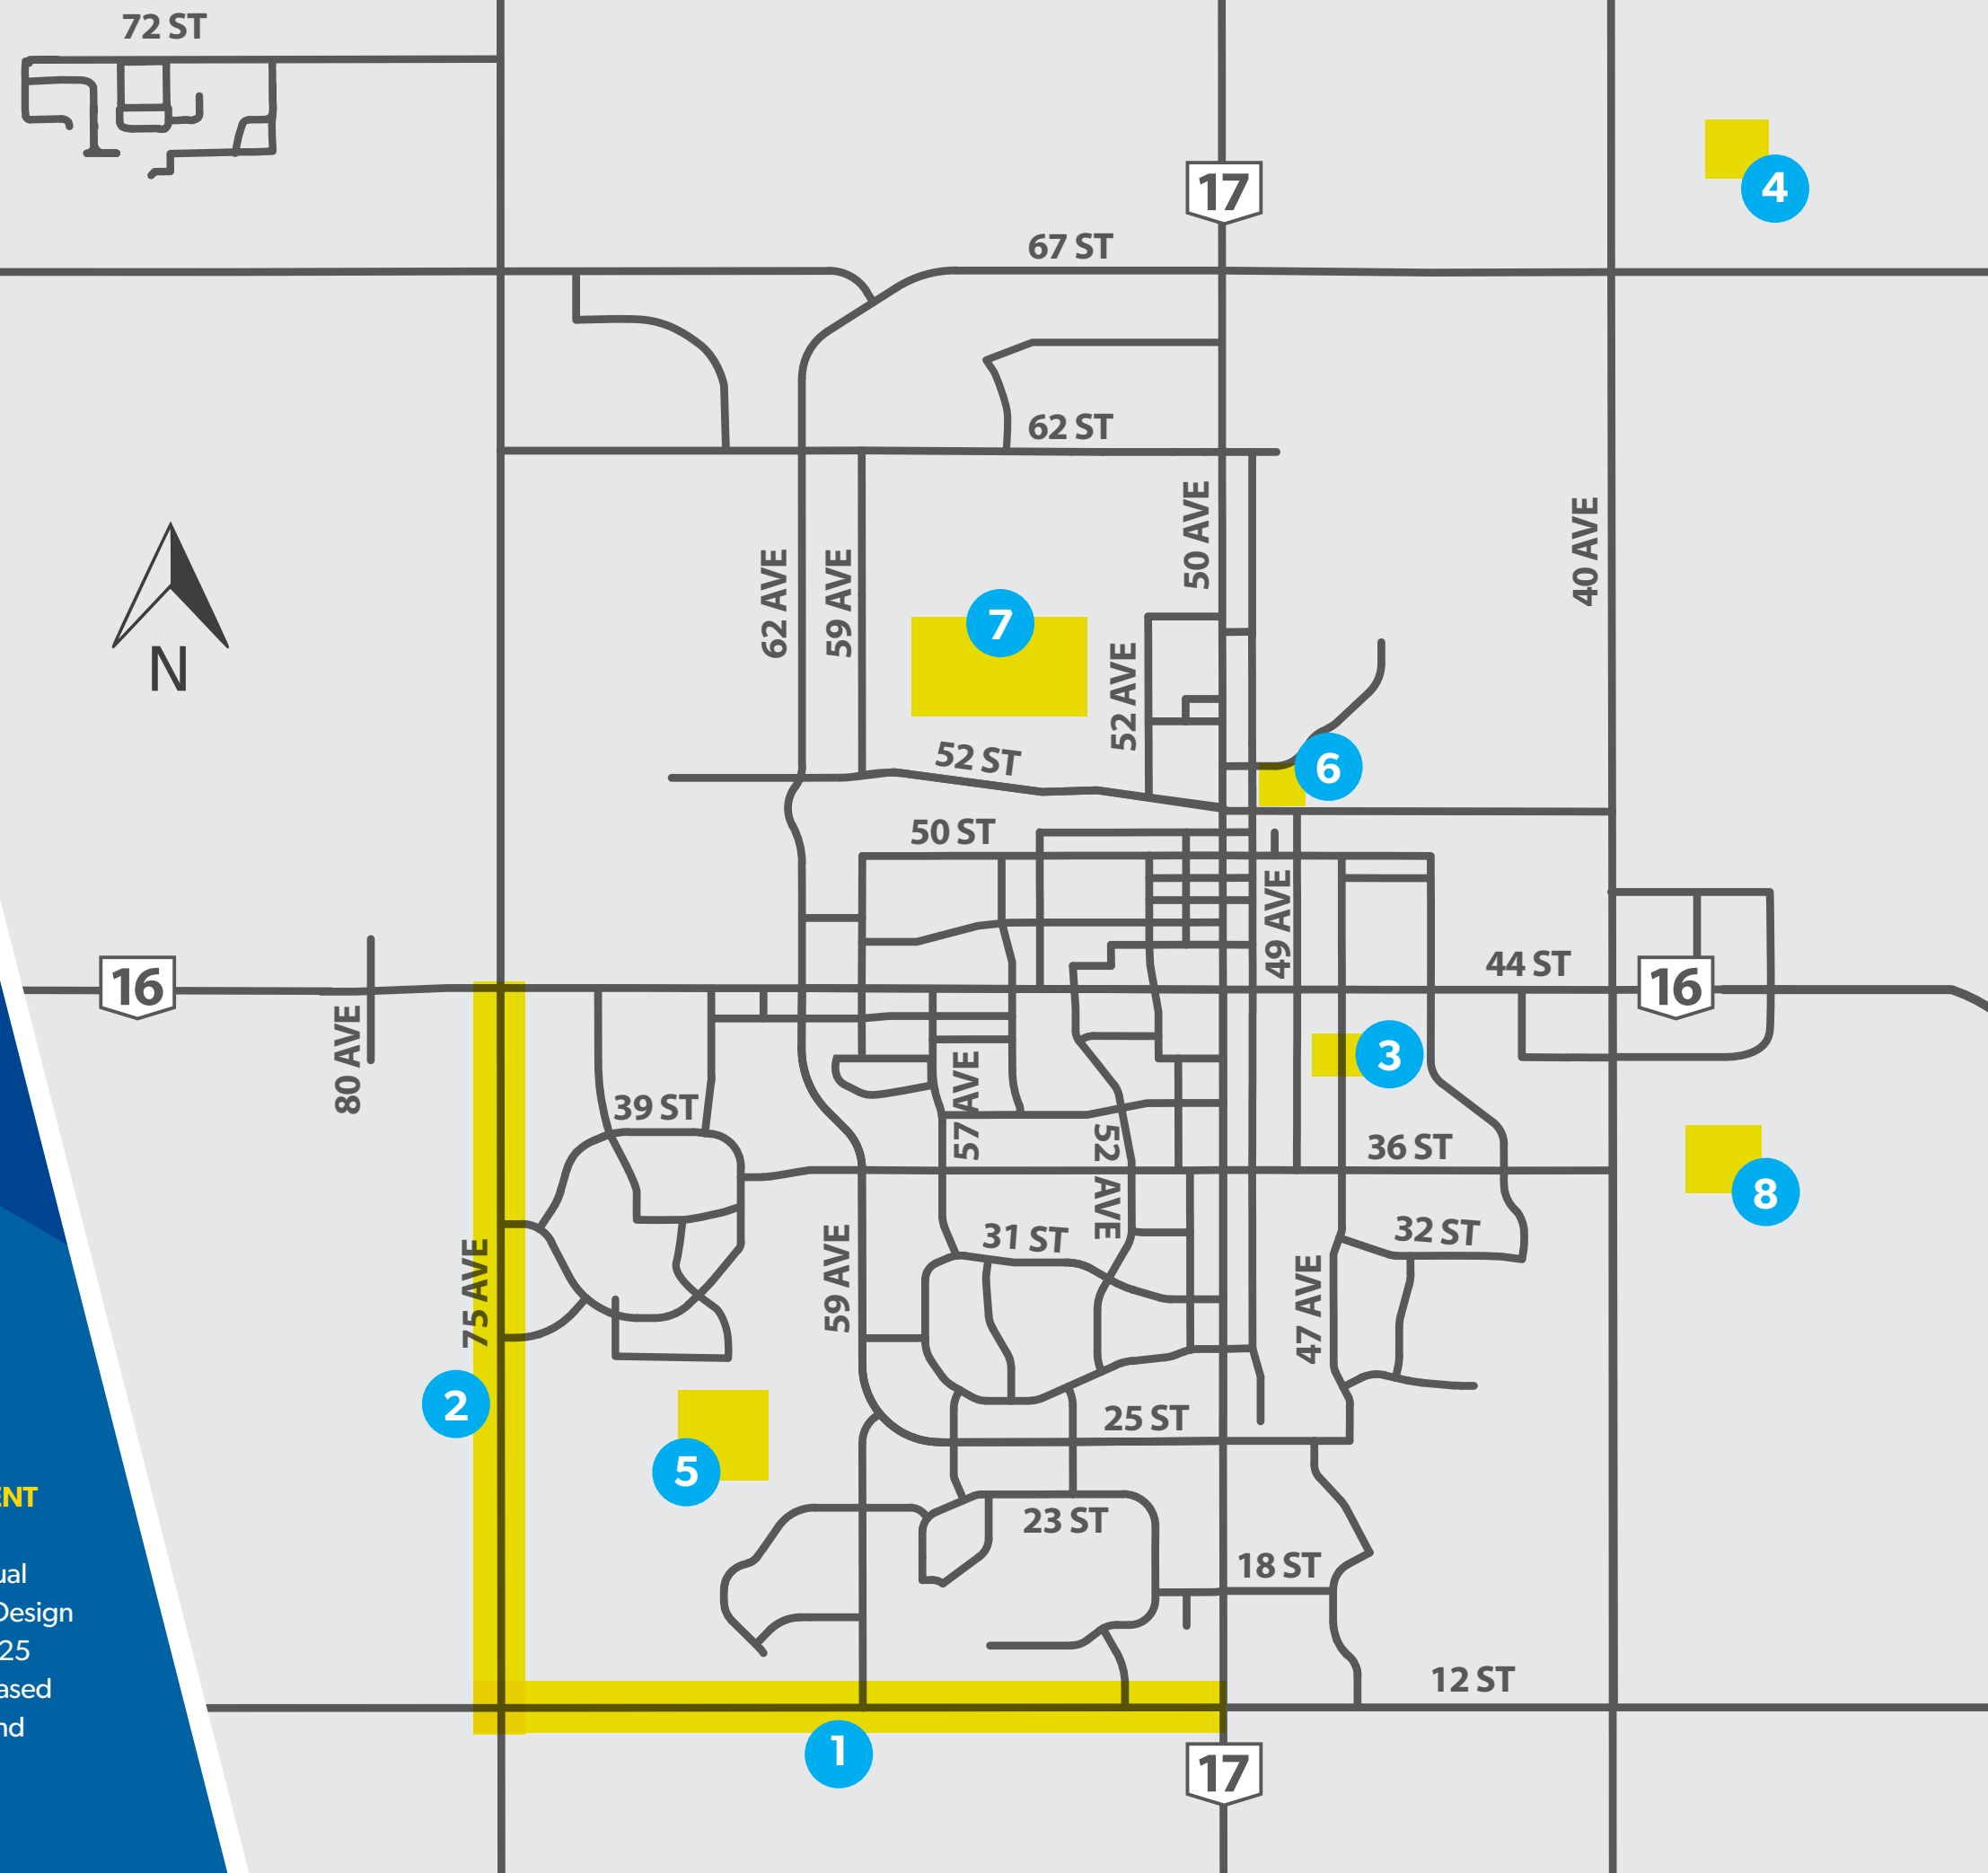 72 ST
17
4
67 ST
62 ST
50 AVE
40 AVE
62 AVE
59 AVE
7
52 AVE
N
52 ST
6
50 ST
49 AVE
44 ST
16
16
80 AVE
3
57 AVE
39 ST
52 AVE
36 ST
8
31 ST
32 ST
75 AVE
59 AVE
47 AVE
2
25 ST
5
23 ST
18 ST
12 ST
1
17
ENT
ual
Design
25
ased
nd